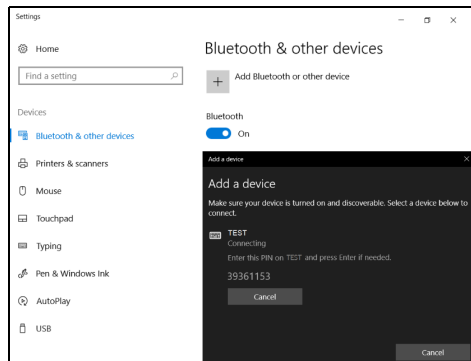 Settings
Home
Find a setting
Devices
Bluetooth & other devices
Printers & scanners
Mouse
Touchpad
Typing
Pen & Windows Ink
AutoPlay
USB
Bluetooth & other devices
Add Bluetooth or other device
Bluetooth
On
Add a device
Add a device
Make sure your device is turned on and discoverable. Select a device below to
connect.
TEST
Connecting
Enter this PIN on TEST and press Enter if needed.
39361153
Cancel
Cancel